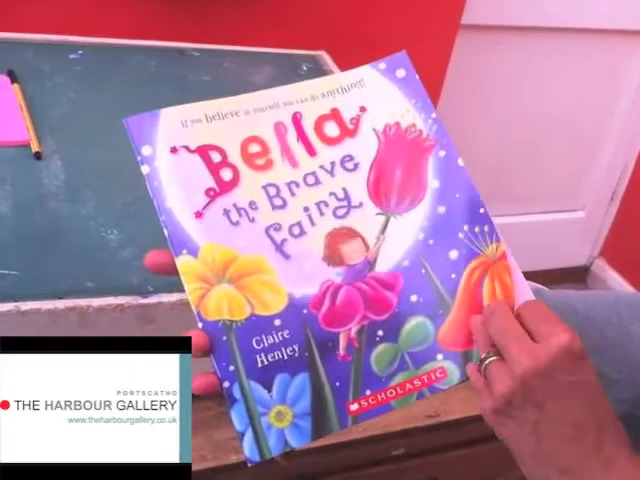 If you believe in yourself you can do anything!
Bella
the Brave
fairy
Claire
Henley
SCHOLASTIC
PORTSCATHO
THE HARBOUR GALLERY
www.theharbourgallery.co.uk